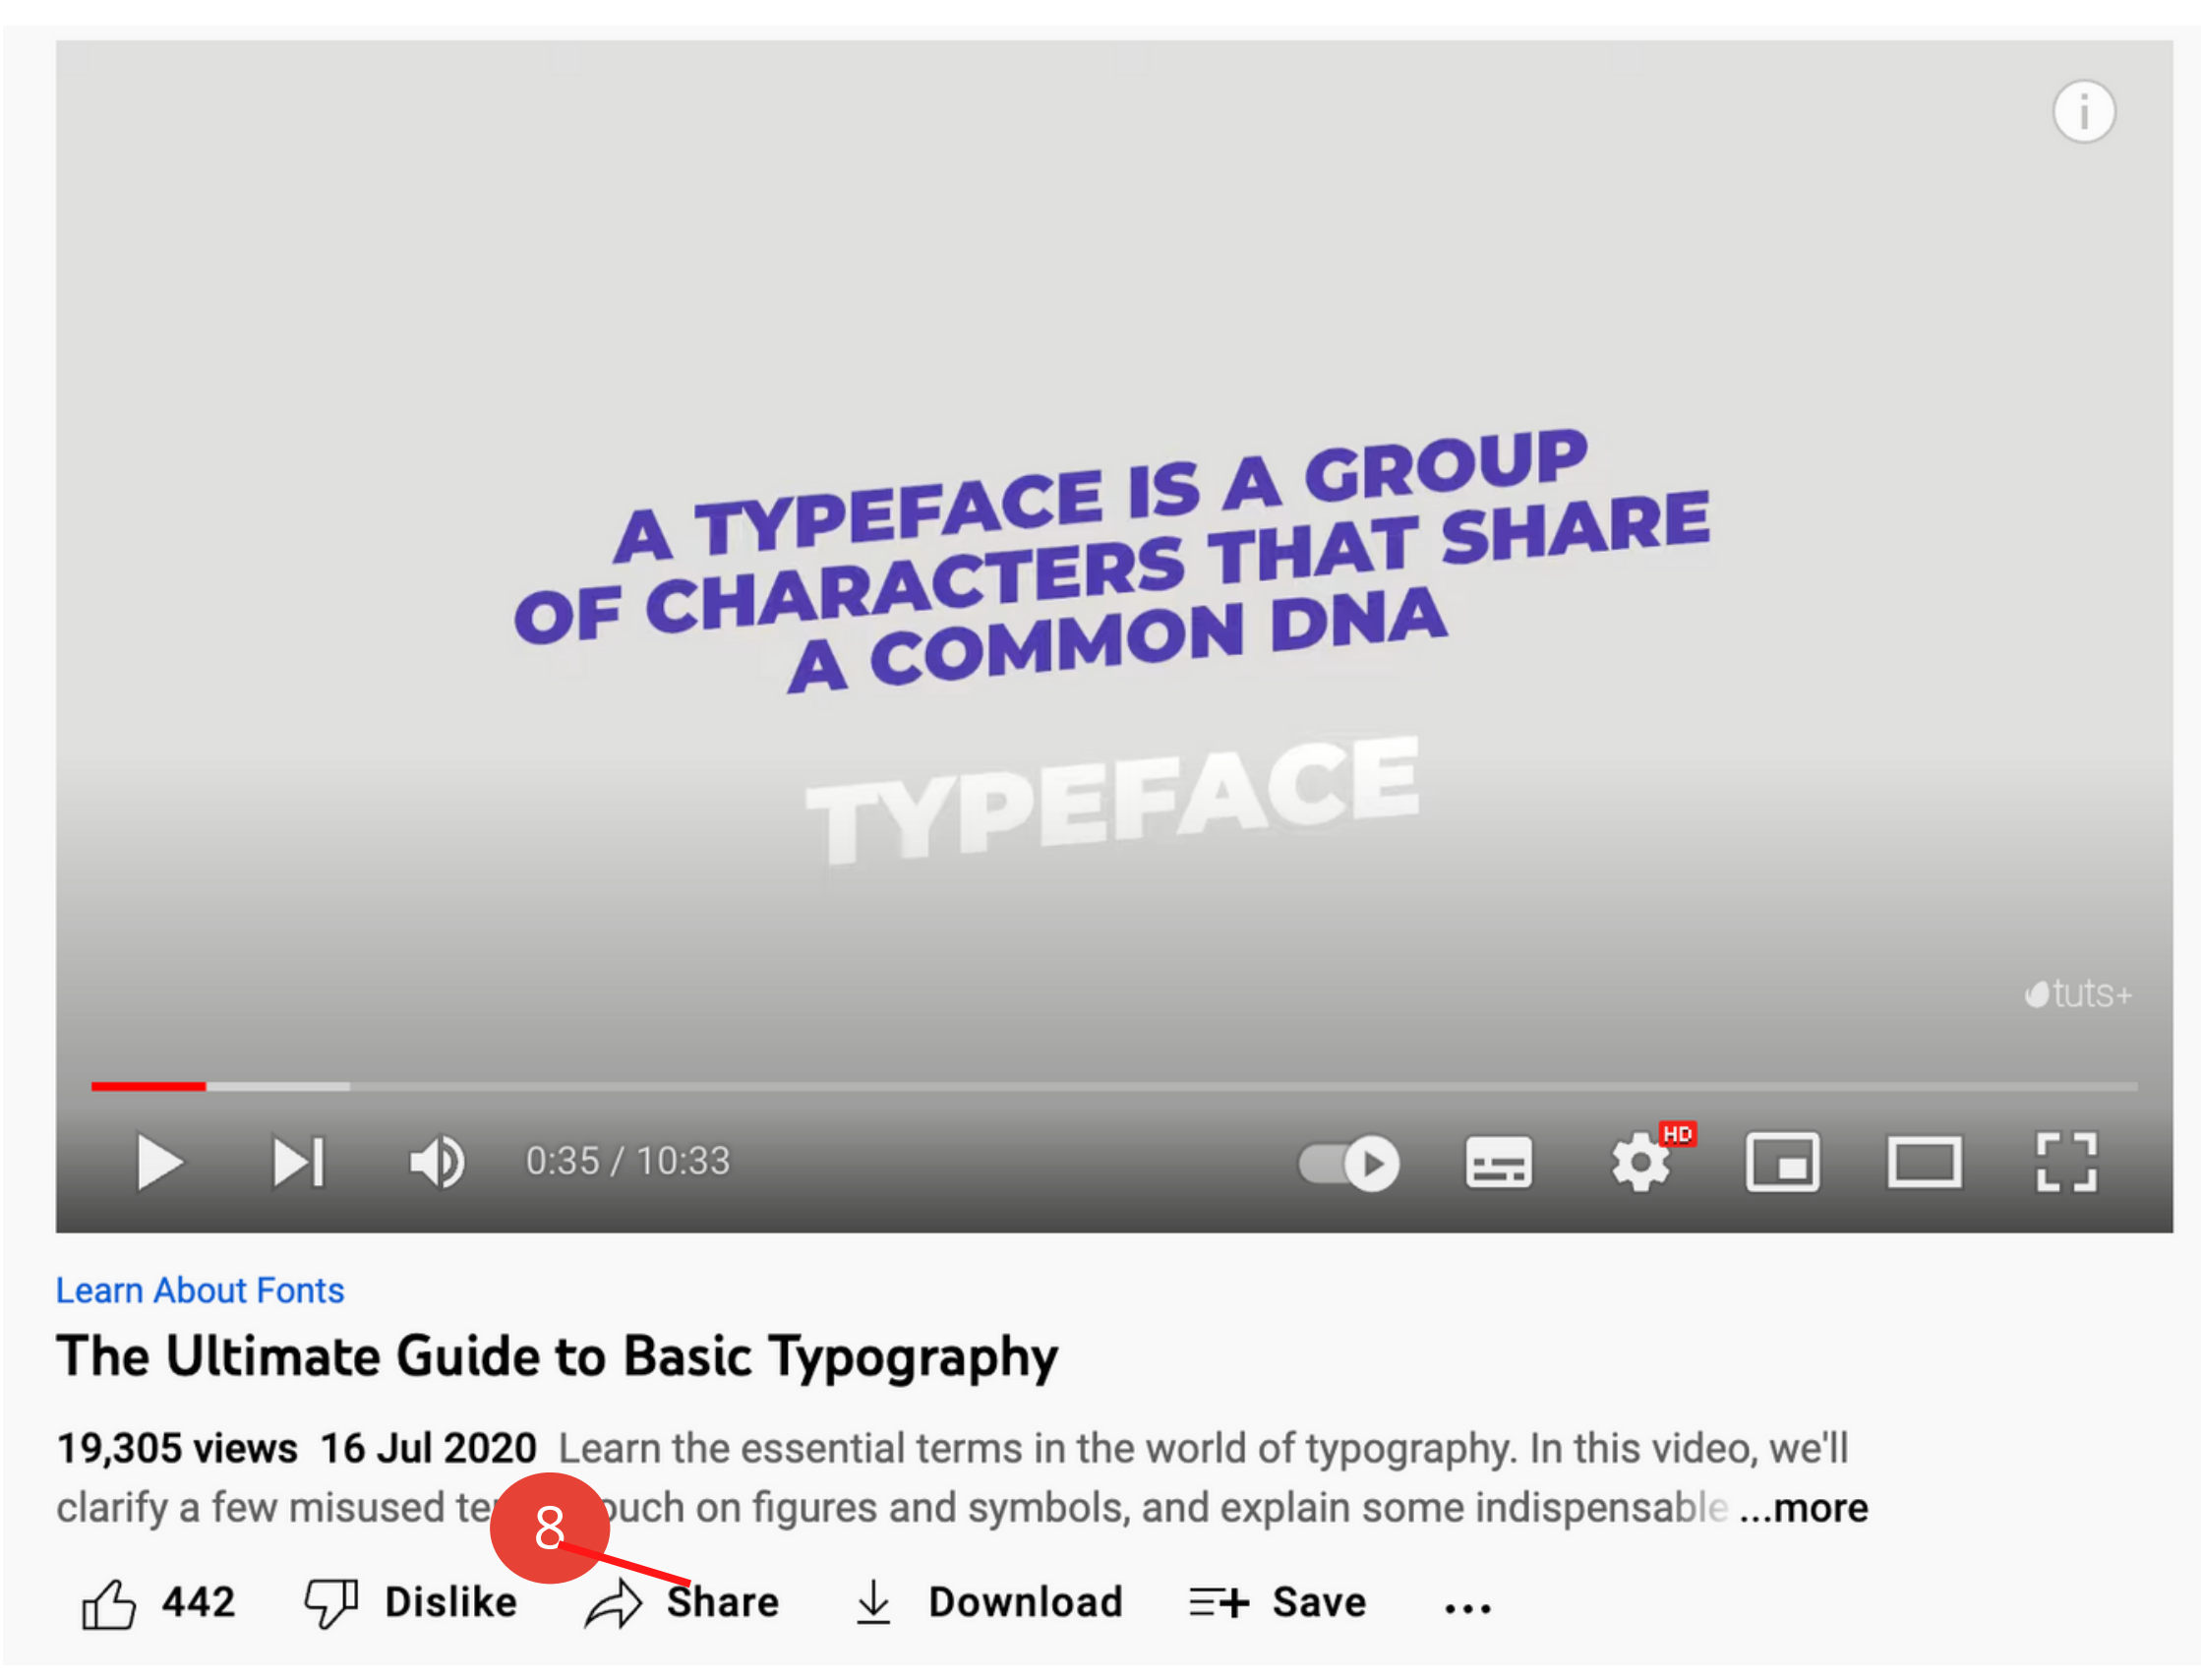 i
A TYPEFACE IS A GROUP
OF CHARACTERS THAT SHARE
A COMMON DNA
TYPEFACE
tuts+
0:35 / 10:33
HD
Learn About Fonts
The Ultimate Guide to Basic Typography
19,305 views 16 Jul 2020 Learn the essential terms in the world of typography. In this video, we'll
clarify a few misused on figures and symbols, and explain some indispensable ...more
8
442 Dislike Share Download Save ...